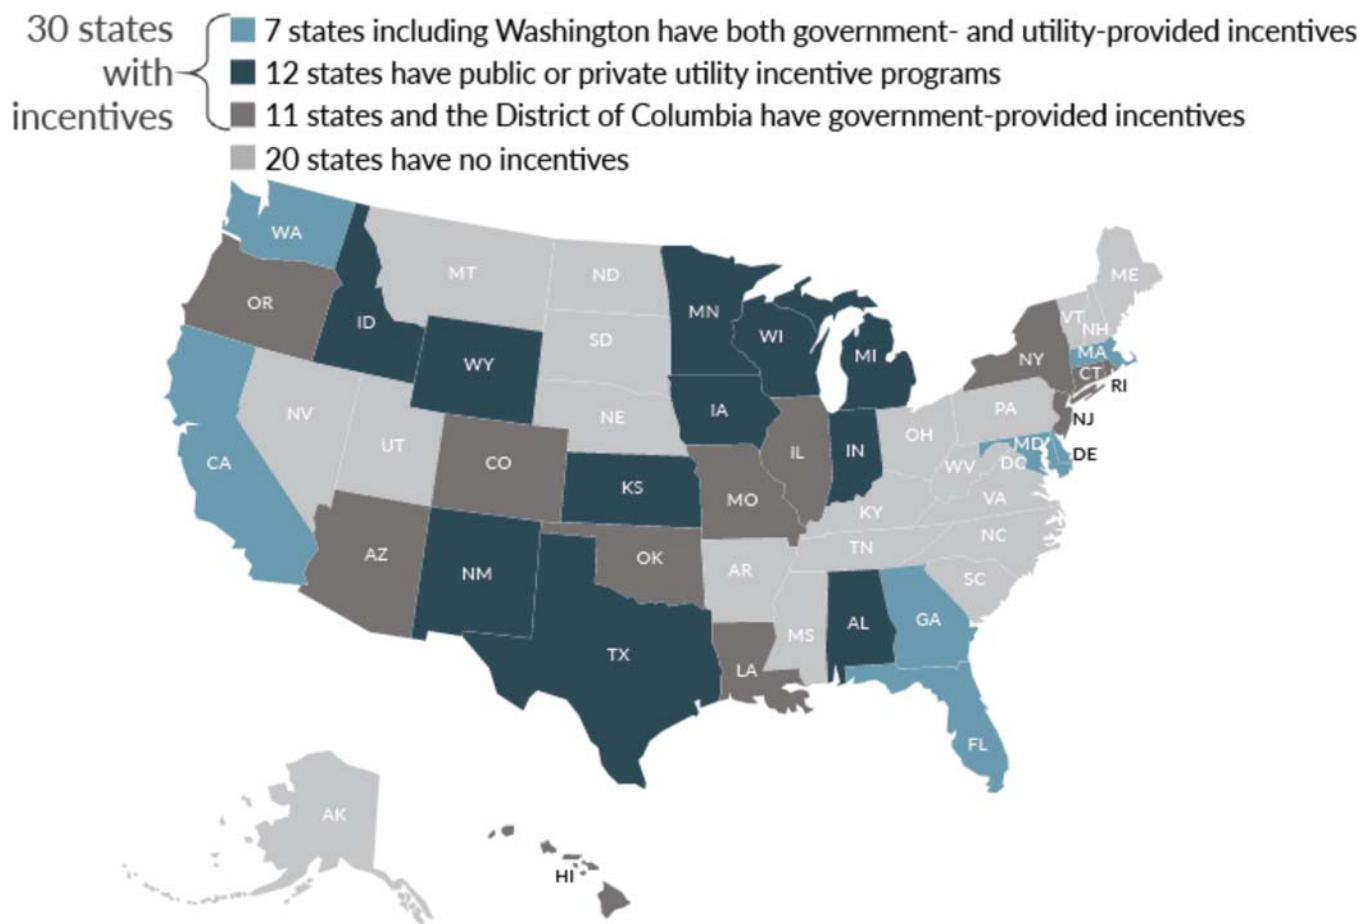 30 states
with
incentives
7 states including Washington have both government- and utility-provided incentives
12 states have public or private utility incentive programs
11 states and the District of Columbia have government-provided incentives
20 states have no incentives
WA
MT
ND
MN
ME
OR
ID
SD
WI
MI
VT
NH
WY
NY
MA
CT
RI
NV
UT
NE
IA
PA
NJ
CA
CO
IL
IN
OH
MD
DE
KS
MO
WV
DC
VA
KY
AZ
NM
OK
AR
TN
NC
SC
TX
LA
MS
AL
GA
FL
AK
HI